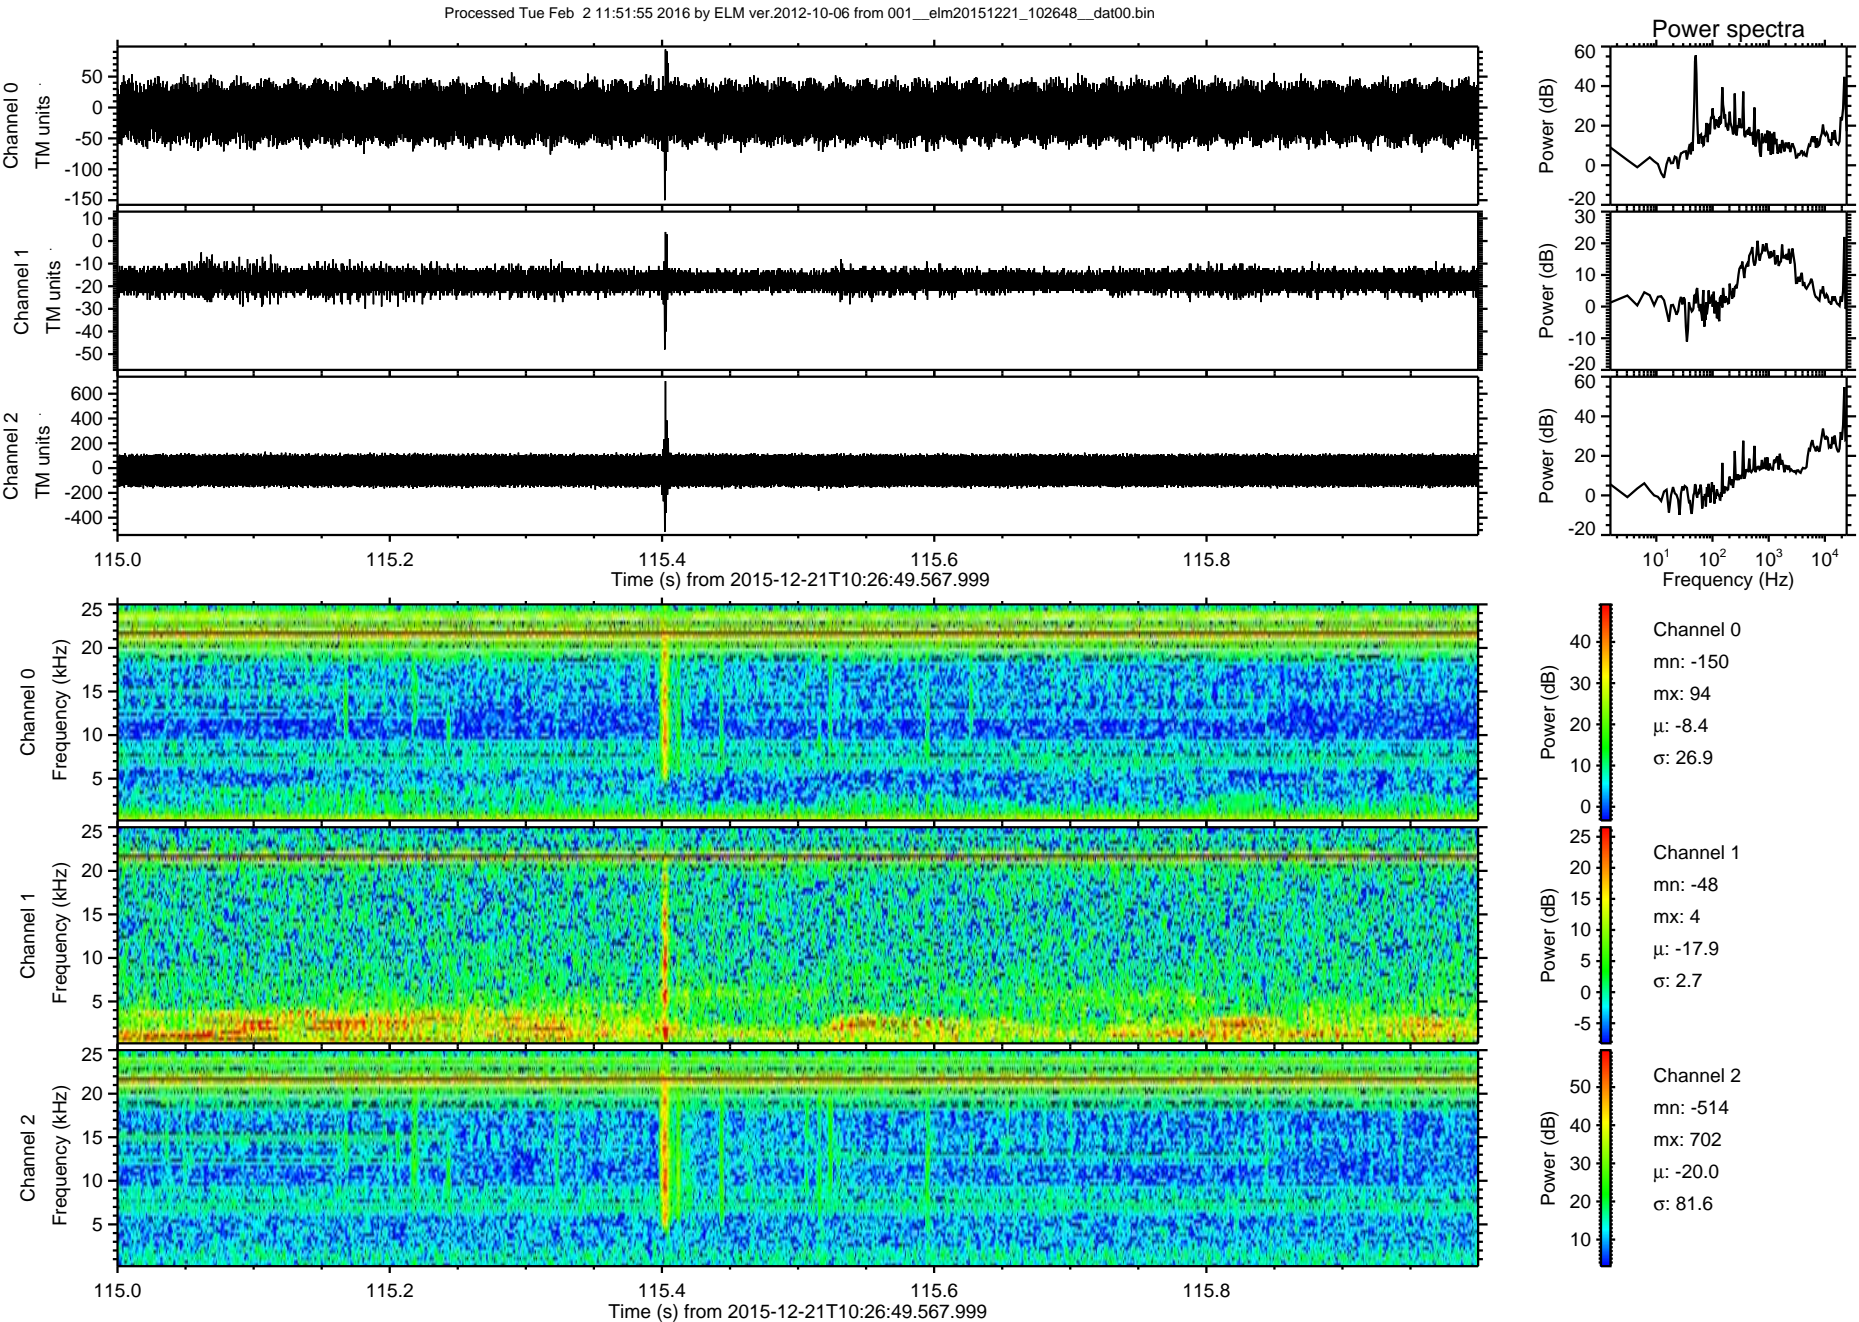 Processed Tue Feb  2 11:51:55 2016 by ELM ver.2012-10-06 from 001__elm20151221_102648__dat00.bin
Power spectra
Channel 0
TM units
50
0
-50
-100
-150
Power (dB)
60
40
20
0
-20
Channel 1
TM units
10
0
-10
-20
-30
-40
-50
Power (dB)
30
20
10
0
-10
-20
Channel 2
TM units
600
400
200
0
-200
-400
Power (dB)
60
40
20
0
-20
115.0 115.2 115.4 115.6 115.8
Time (s) from 2015-12-21T10:26:49.567.999
10¹ 10² 10³ 10⁴
Frequency (Hz)
Channel 0
Frequency (kHz)
25
20
15
10
5
Power (dB)
40
30
20
10
0
Channel 0
mn: -150
mx: 94
μ: -8.4
σ: 26.9
Channel 1
Frequency (kHz)
25
20
15
10
5
Power (dB)
25
20
15
10
5
0
-5
Channel 1
mn: -48
mx: 4
μ: -17.9
σ: 2.7
Channel 2
Frequency (kHz)
25
20
15
10
5
Power (dB)
50
40
30
20
10
Channel 2
mn: -514
mx: 702
μ: -20.0
σ: 81.6
115.0 115.2 115.4 115.6 115.8
Time (s) from 2015-12-21T10:26:49.567.999